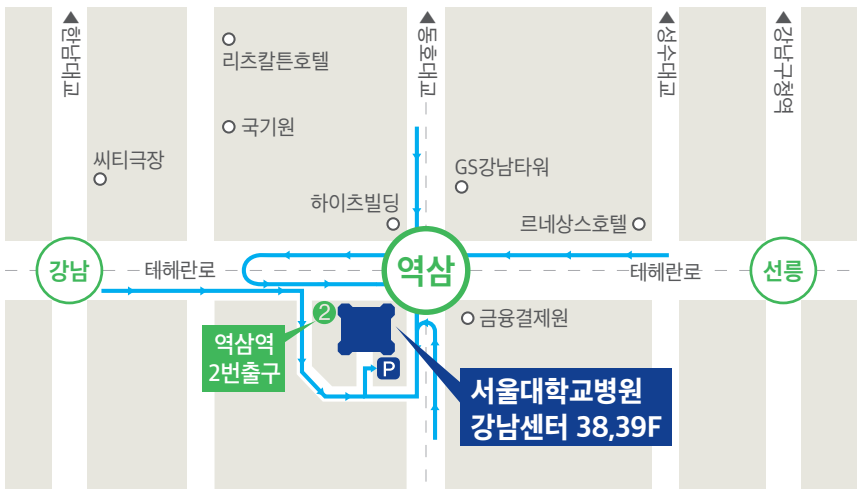 ◀한남대교
◀동호대교
◀성수대교
◀강남구청역
리츠칼튼호텔
국기원
씨티극장
GS강남타워
하이츠빌딩
르네상스호텔
강남
테헤란로
역삼
테헤란로
선릉
2
금융결제원
역삼역
2번출구
P
서울대학교병원
강남센터 38,39F